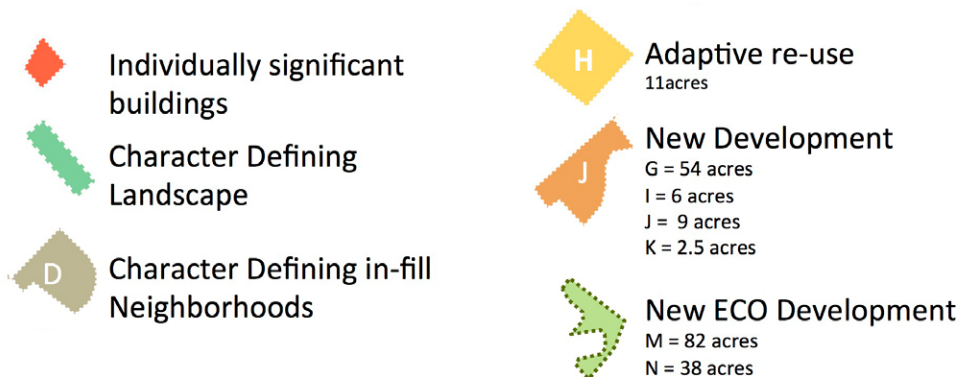 Individually significant
buildings
Character Defining
Landscape
D
Character Defining in-fill
Neighborhoods
H
Adaptive re-use
11acres
J
New Development
G = 54 acres
I = 6 acres
J = 9 acres
K = 2.5 acres
New ECO Development
M = 82 acres
N = 38 acres